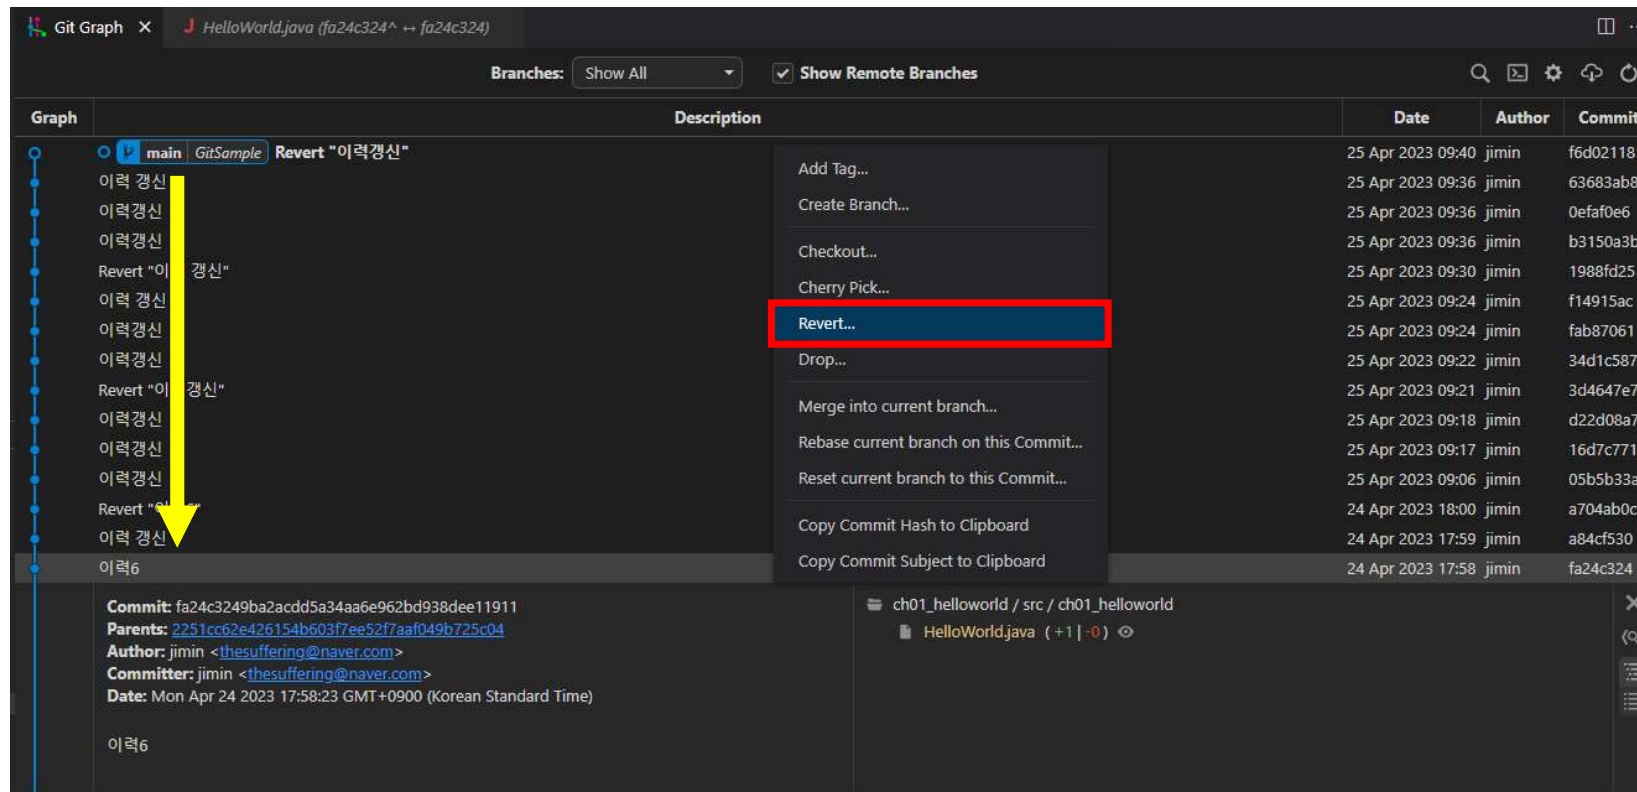 Git Graph
HelloWorld.java (fa24c324^ ↔ fa24c324)
Branches: Show All Show Remote Branches
Graph Description Date Author Commit
main GitSample Revert "이력갱신" 25 Apr 2023 09:40 jimin f6d02118
이력 갱신 25 Apr 2023 09:36 jimin 63683ab8
이력갱신 25 Apr 2023 09:36 jimin 0efaf0e6
이력갱신 25 Apr 2023 09:36 jimin b3150a3b
Revert "이 갱신" 25 Apr 2023 09:30 jimin 1988fd25
이력 갱신 25 Apr 2023 09:24 jimin f14915ac
이력갱신 25 Apr 2023 09:24 jimin fab87061
이력갱신 25 Apr 2023 09:22 jimin 34d1c587
Revert "이 갱신" 25 Apr 2023 09:21 jimin 3d4647e7
이력갱신 25 Apr 2023 09:18 jimin d22d08a7
이력갱신 25 Apr 2023 09:17 jimin 16d7c771
이력갱신 25 Apr 2023 09:06 jimin 05b5b33a
Revert 24 Apr 2023 18:00 jimin a704ab0c
이력 갱신 24 Apr 2023 17:59 jimin a84cf530
이력6 24 Apr 2023 17:58 jimin fa24c324
Add Tag...
Create Branch...
Checkout...
Cherry Pick...
Revert...
Drop...
Merge into current branch...
Rebase current branch on this Commit...
Reset current branch to this Commit...
Copy Commit Hash to Clipboard
Copy Commit Subject to Clipboard
Commit: fa24c3249ba2acdd5a34aa6e962bd938dee11911
Parents: 2251cc62e426154b603f7ee52f7aaf049b725c04
Author: jimin <thesuffering@naver.com>
Committer: jimin <thesuffering@naver.com>
Date: Mon Apr 24 2023 17:58:23 GMT+0900 (Korean Standard Time)
이력6
ch01_helloworld / src / ch01_helloworld
HelloWorld.java (+1|-0)